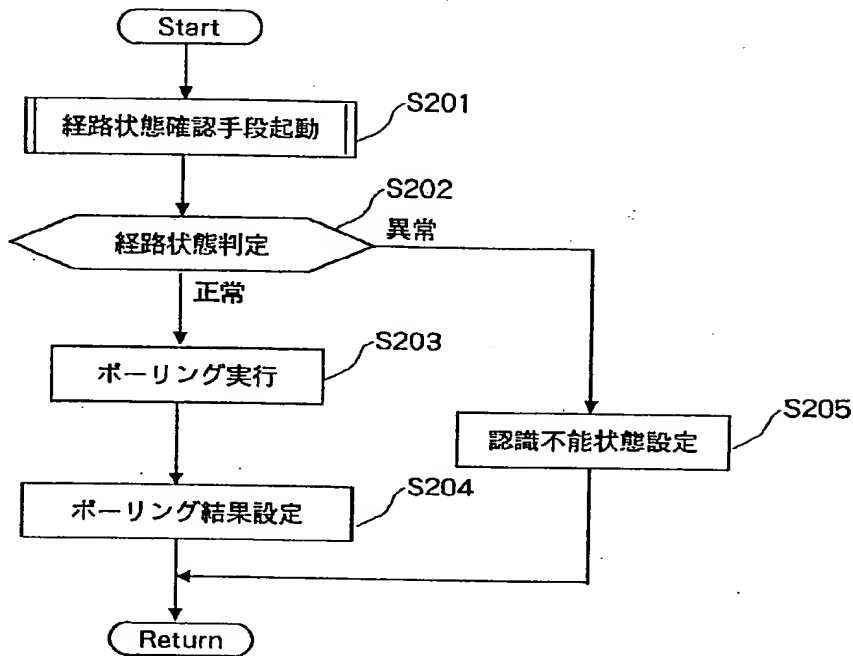 Start
S201
経路状態確認手段起動
S202
経路状態判定
異常
正常
S203
ポーリング実行
S205
認識不能状態設定
S204
ポーリング結果設定
Return